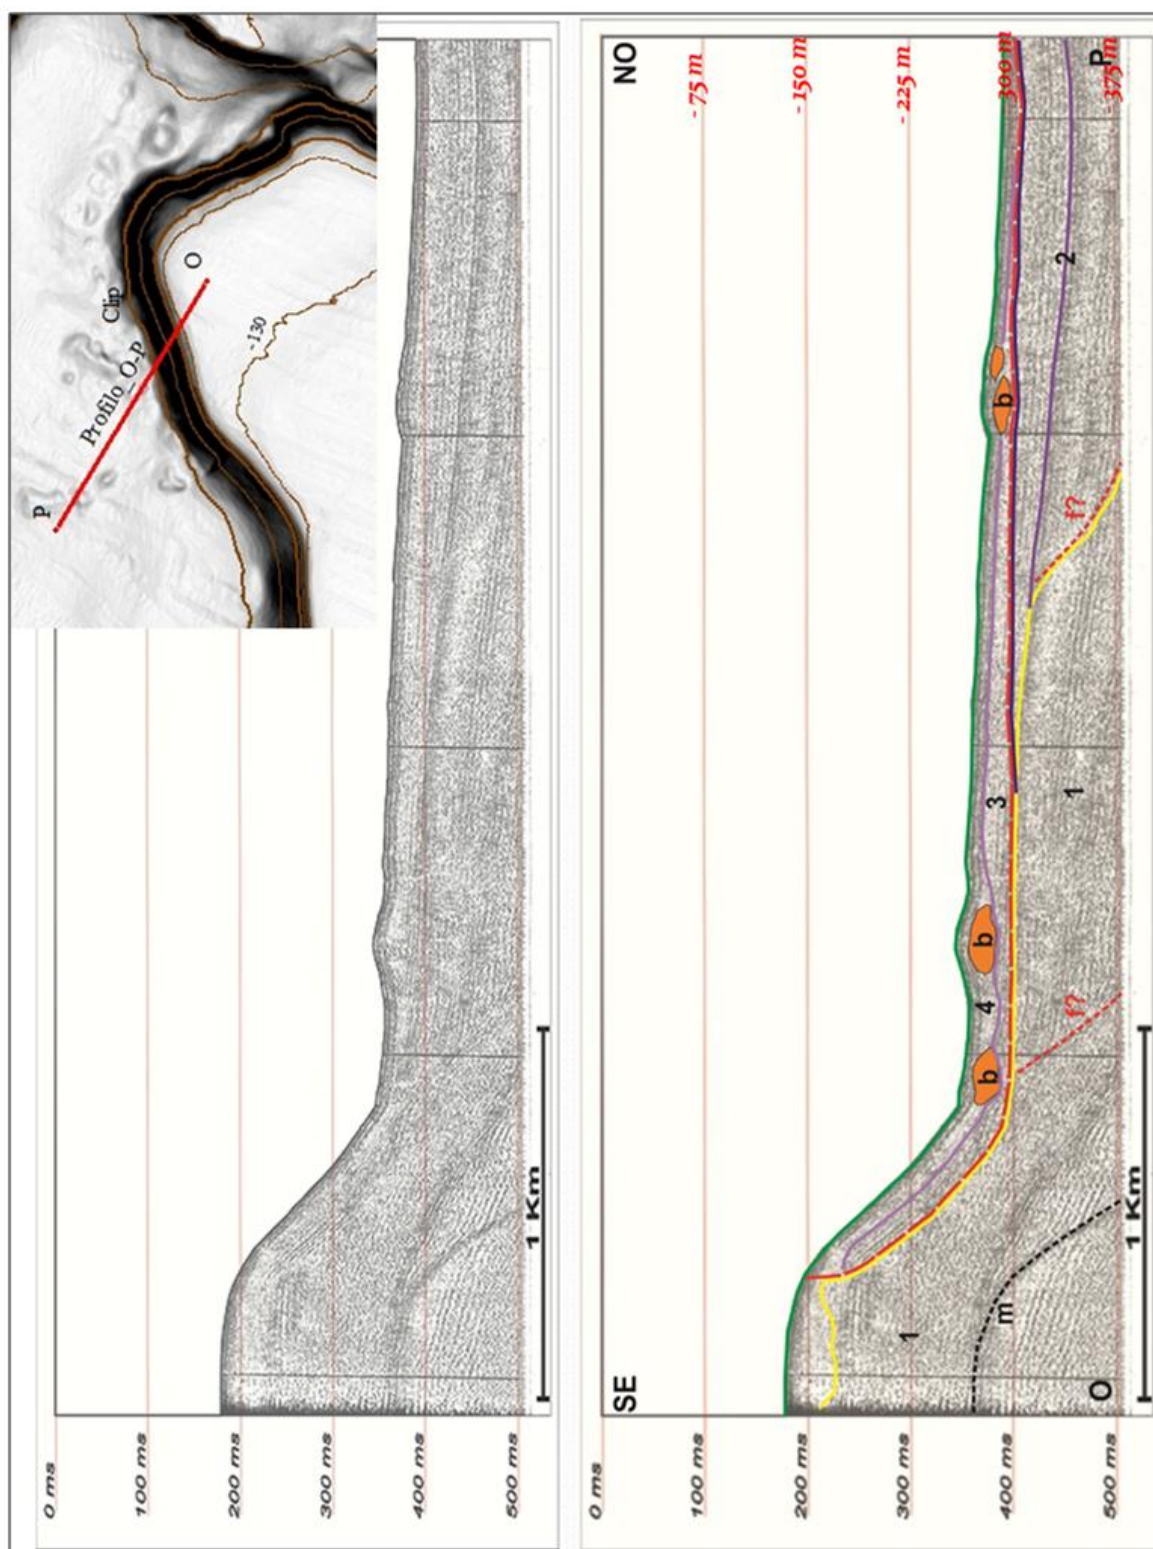 P
Profilo_O-P
Clip
O
-130
0 ms
100 ms
200 ms
300 ms
400 ms
500 ms
1 Km
SE
NO
0 ms
100 ms
200 ms
300 ms
400 ms
500 ms
- 75 m
- 150 m
- 225 m
300 m
- 375 m
b
b
b
4
3
2
1
1
m
f?
f?
O
P
1 Km